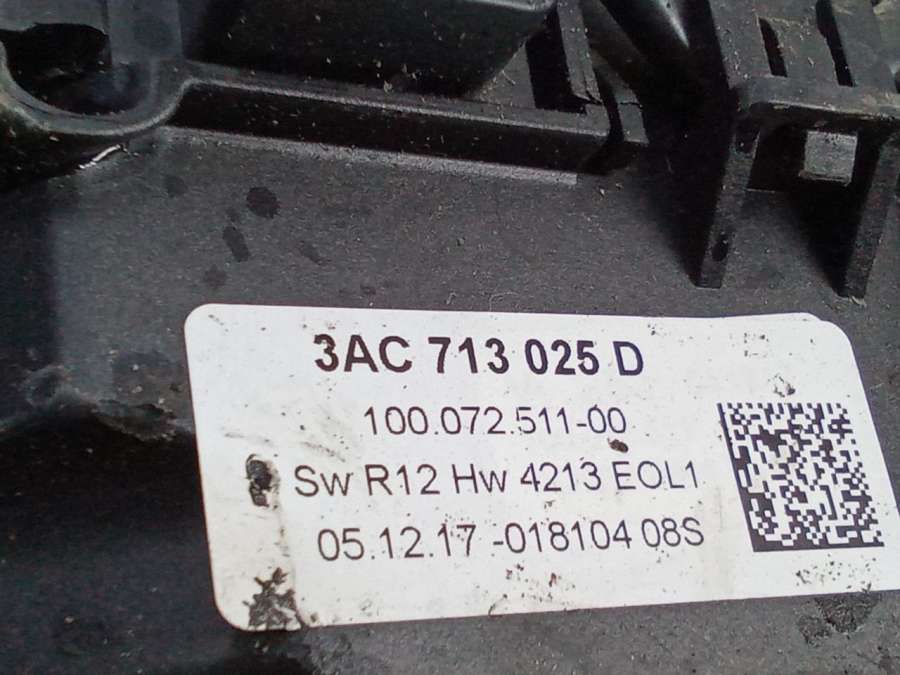 3AC 713 025 D
100.072.511-00
Sw R12 Hw 4213 EOL1
05.12.17 -018104 08S